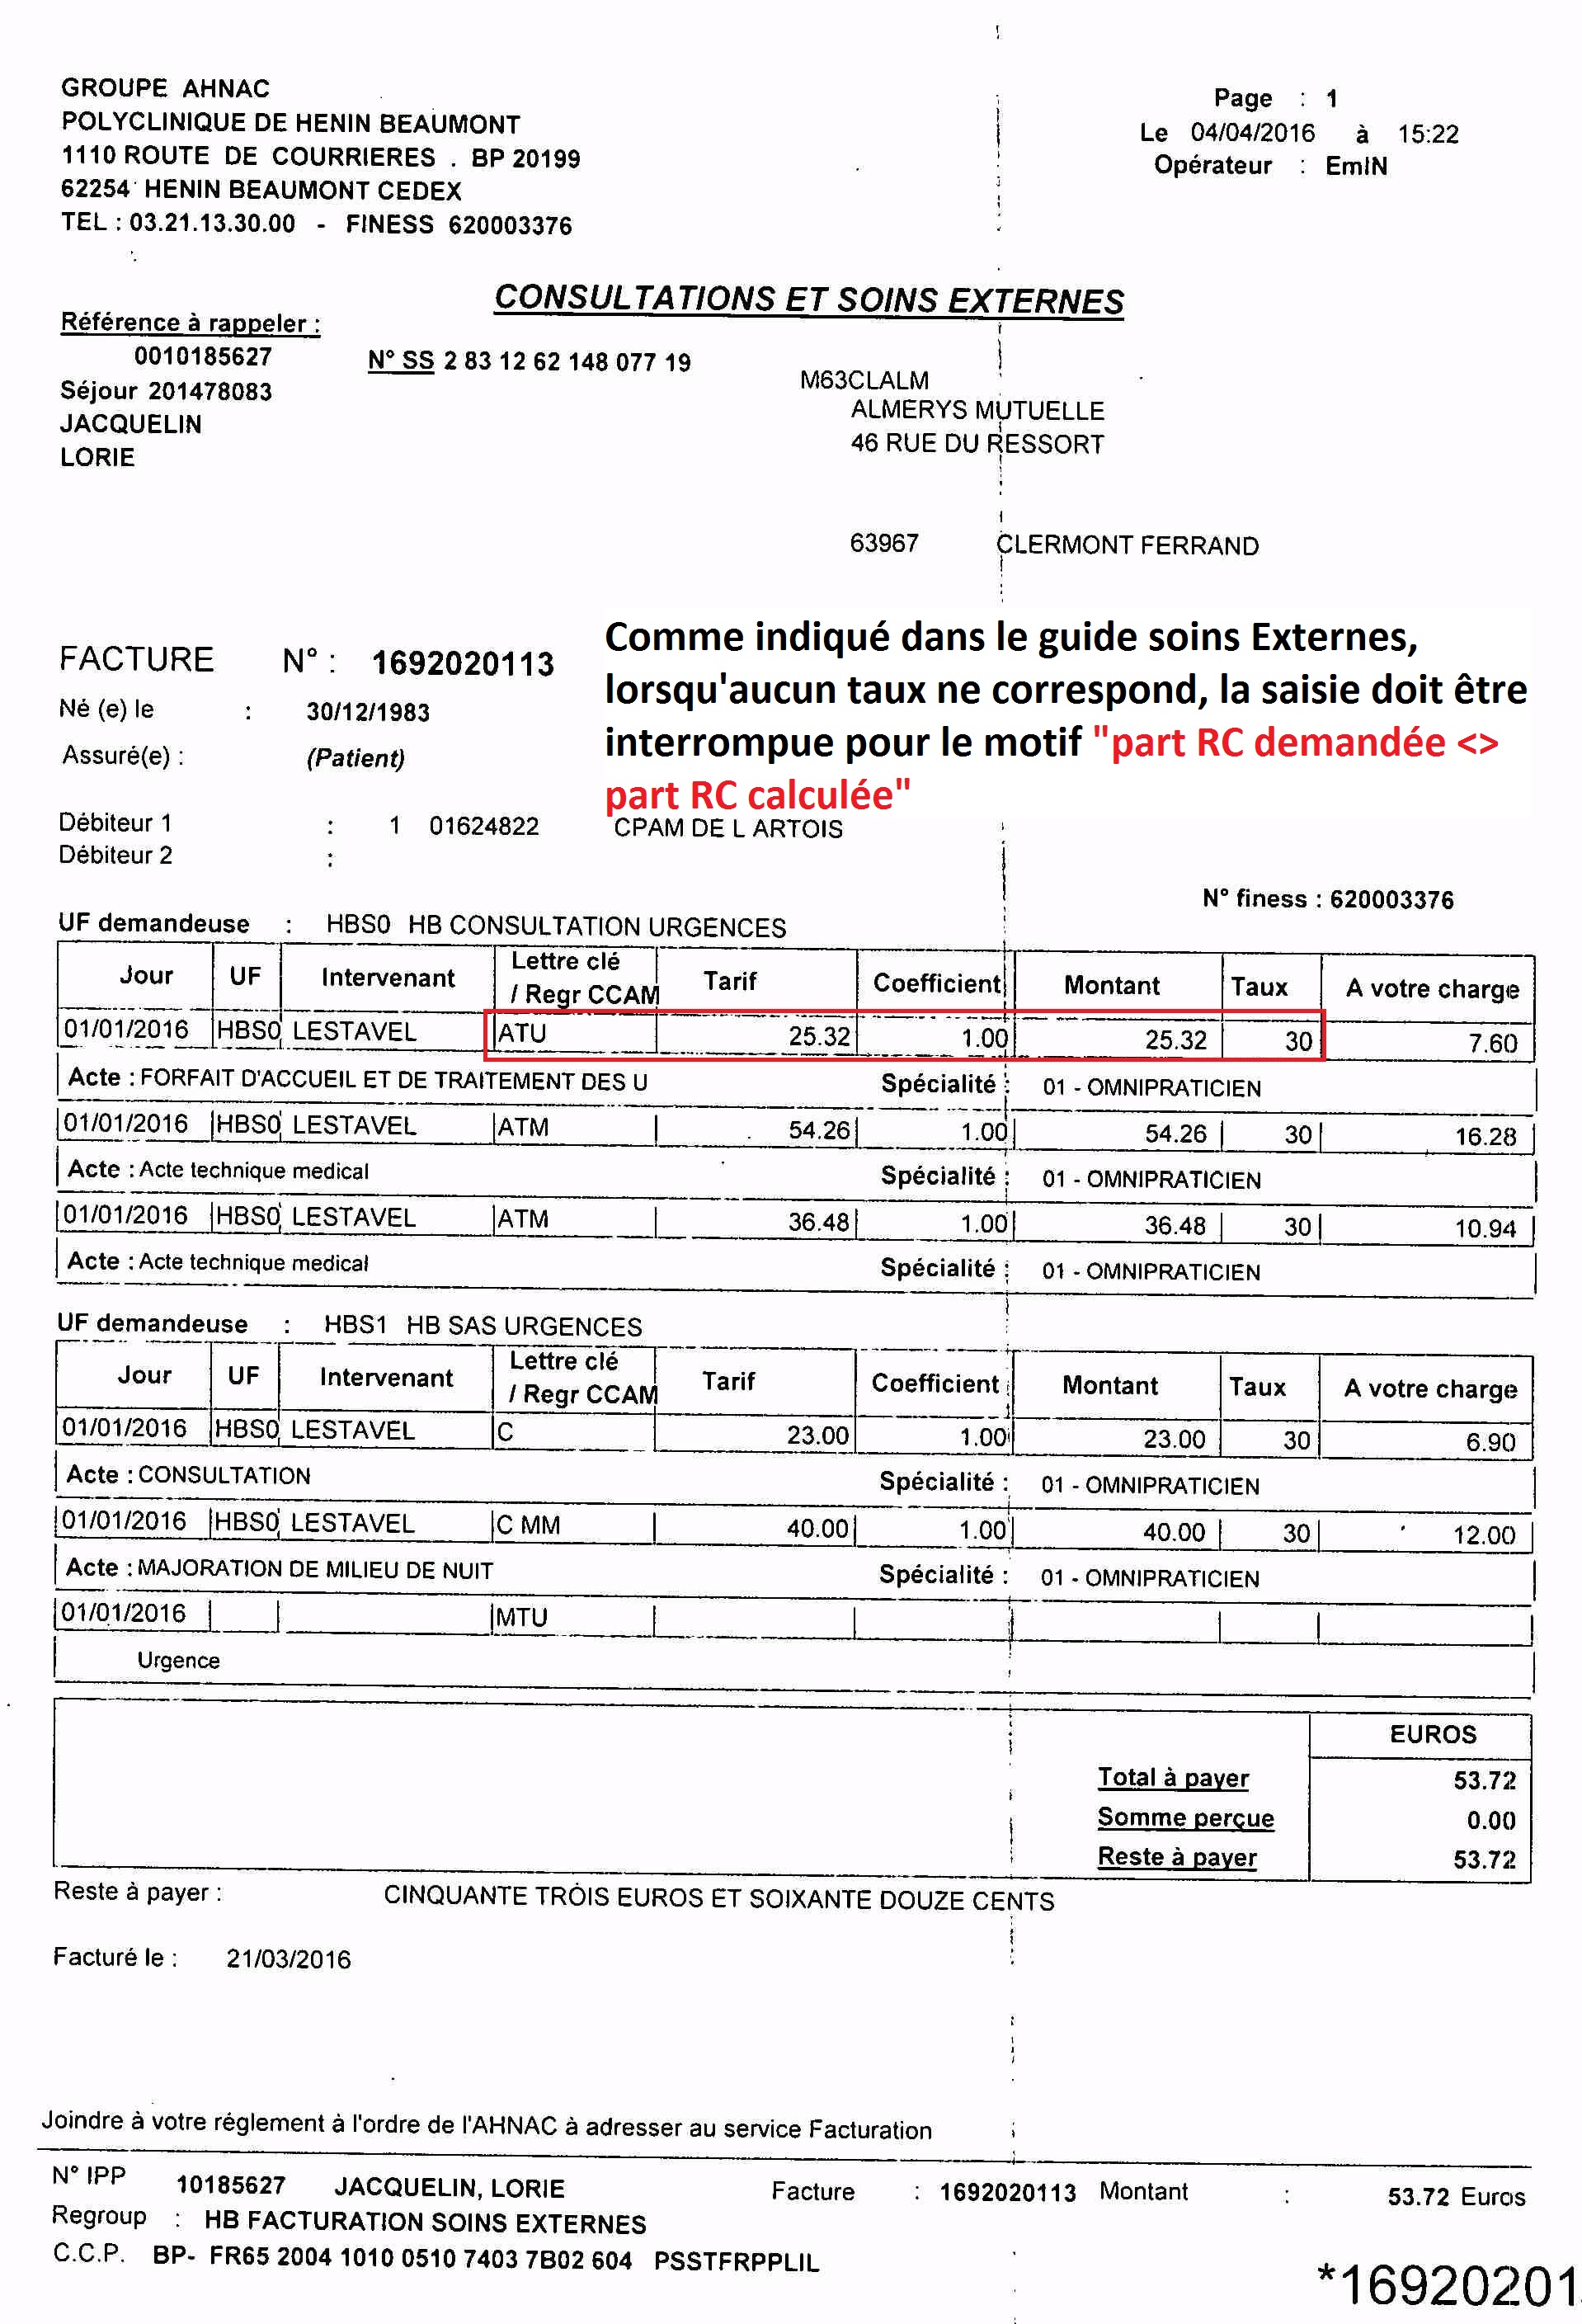 GROUPE AHNAC
POLYCLINIQUE DE HENIN BEAUMONT
1110 ROUTE DE COURRIERES . BP 20199
62254 HENIN BEAUMONT CEDEX
TEL : 03.21.13.30.00 - FINESS 620003376
Page : 1
Le 04/04/2016 à 15:22
Opérateur : EmIN
CONSULTATIONS ET SOINS EXTERNES
Référence à rappeler :
0010185627
N° SS 2 83 12 62 148 077 19
Séjour 201478083
JACQUELIN
LORIE
M63CLALM
ALMERYS MUTUELLE
46 RUE DU RESSORT
63967 CLERMONT FERRAND
Comme indiqué dans le guide soins Externes,
lorsqu'aucun taux ne correspond, la saisie doit être
interrompue pour le motif "part RC demandée <>
part RC calculée"
FACTURE N° : 1692020113
Né (e) le : 30/12/1983
Assuré(e) : (Patient)
Débiteur 1 : 1 01624822 CPAM DE L ARTOIS
Débiteur 2 :
N° finess : 620003376
UF demandeuse : HBS0 HB CONSULTATION URGENCES
Jour UF Intervenant Lettre clé / Regr CCAM Tarif Coefficient Montant Taux A votre charge
01/01/2016 HBS0 LESTAVEL ATU 25.32 1.00 25.32 30 7.60
Acte : FORFAIT D'ACCUEIL ET DE TRAITEMENT DES U Spécialité : 01 - OMNIPRATICIEN
01/01/2016 HBS0 LESTAVEL ATM 54.26 1.00 54.26 30 16.28
Acte : Acte technique medical Spécialité : 01 - OMNIPRATICIEN
01/01/2016 HBS0 LESTAVEL ATM 36.48 1.00 36.48 30 10.94
Acte : Acte technique medical Spécialité : 01 - OMNIPRATICIEN
UF demandeuse : HBS1 HB SAS URGENCES
Jour UF Intervenant Lettre clé / Regr CCAM Tarif Coefficient Montant Taux A votre charge
01/01/2016 HBS0 LESTAVEL C 23.00 1.00 23.00 30 6.90
Acte : CONSULTATION Spécialité : 01 - OMNIPRATICIEN
01/01/2016 HBS0 LESTAVEL C MM 40.00 1.00 40.00 30 12.00
Acte : MAJORATION DE MILIEU DE NUIT Spécialité : 01 - OMNIPRATICIEN
01/01/2016 MTU
Urgence
EUROS
Total à payer 53.72
Somme perçue 0.00
Reste à payer 53.72
Reste à payer : CINQUANTE TROIS EUROS ET SOIXANTE DOUZE CENTS
Facturé le : 21/03/2016
Joindre à votre réglement à l'ordre de l'AHNAC à adresser au service Facturation
N° IPP 10185627 JACQUELIN, LORIE Facture : 1692020113 Montant : 53.72 Euros
Regroup : HB FACTURATION SOINS EXTERNES
C.C.P. BP- FR65 2004 1010 0510 7403 7B02 604 PSSTFRPPLIL
*16920201